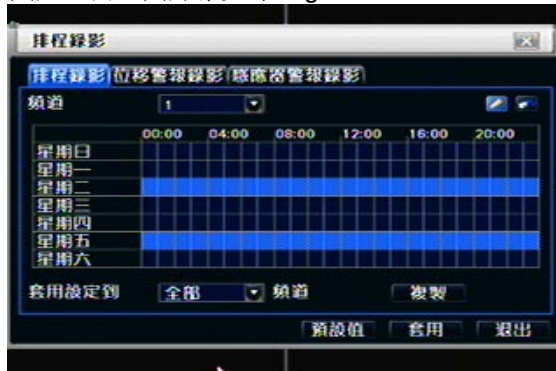 排程錄影
排程錄影 位移警報錄影 感應器警報錄影
頻道 1
00:00 04:00 08:00 12:00 16:00 20:00
星期日
星期一
星期二
星期三
星期四
星期五
星期六
套用設定到 全部 頻道 複製
預設值 套用 退出